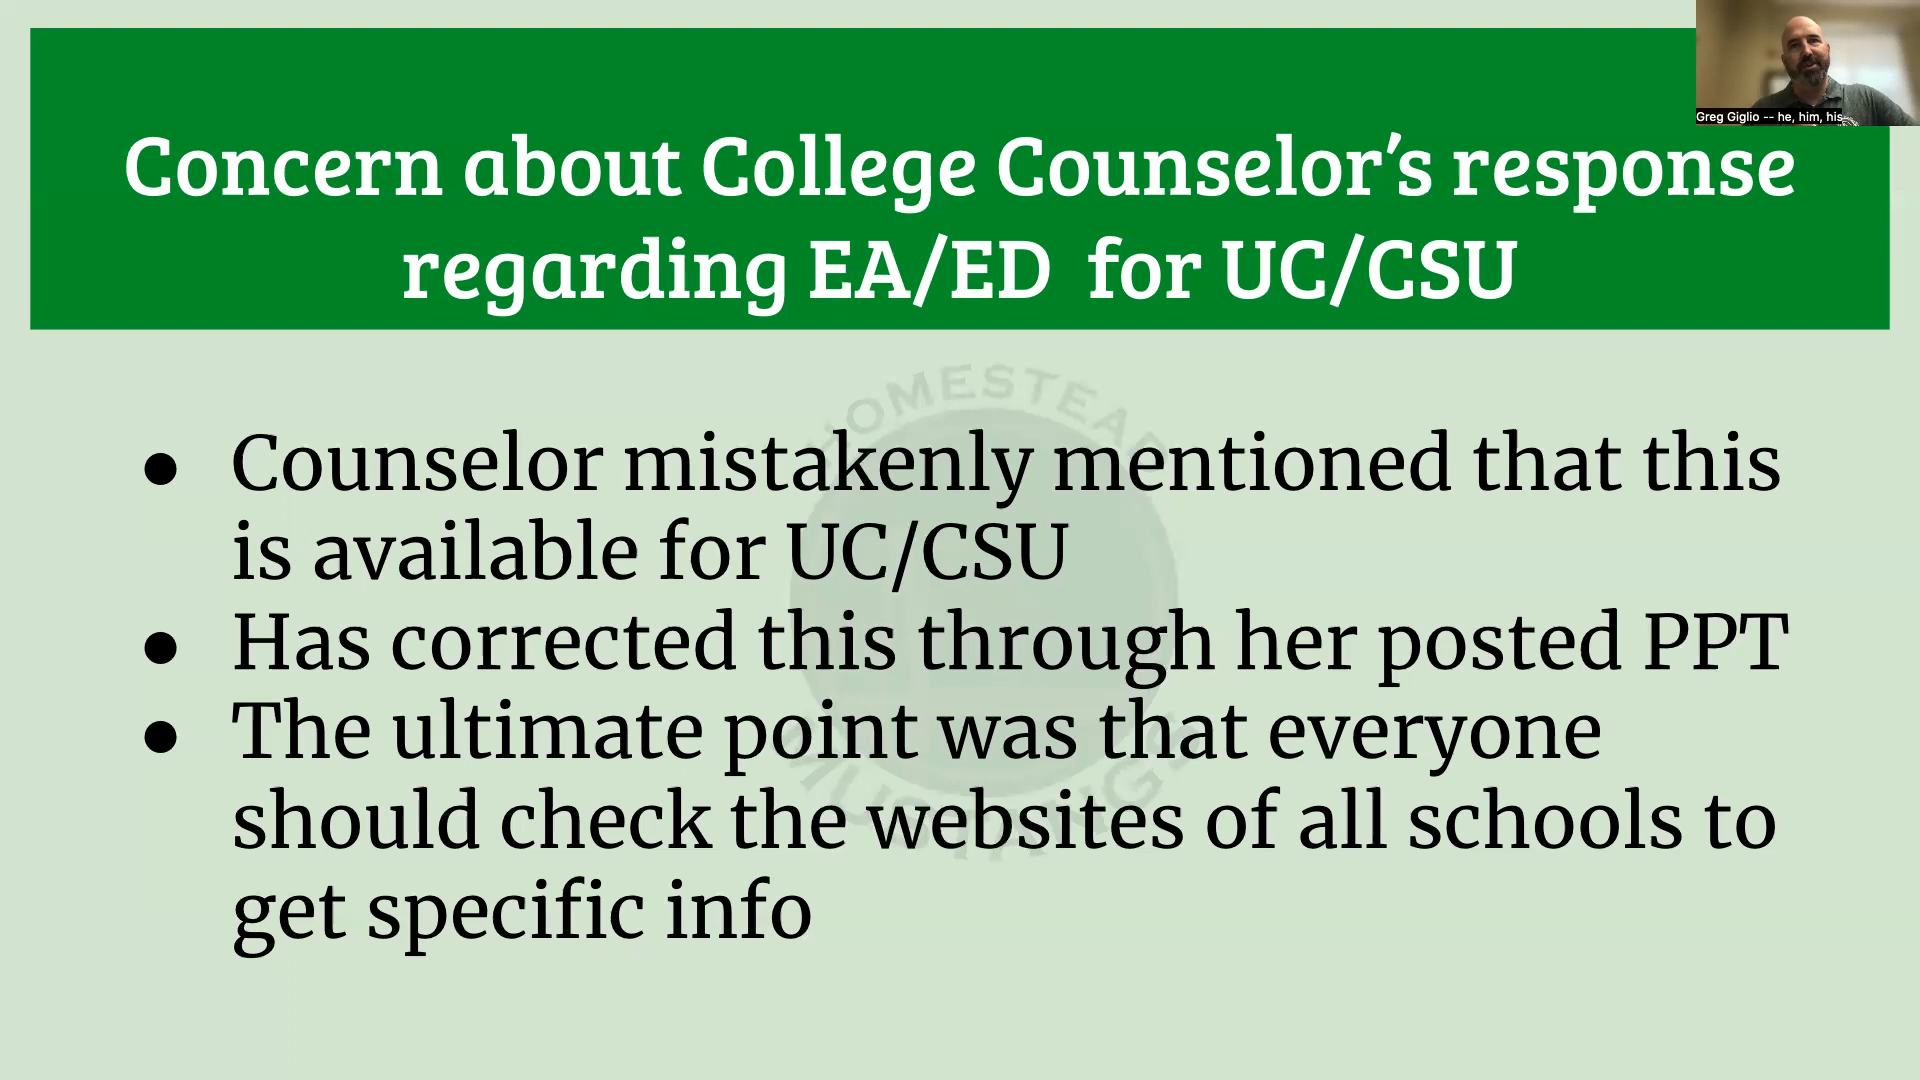 Greg Giglio -- he, him, his
Concern about College Counselor’s response
regarding EA/ED for UC/CSU
HOMESTEAD
● Counselor mistakenly mentioned that this
is available for UC/CSU
● Has corrected this through her posted PPT
● The ultimate point was that everyone
should check the websites of all schools to
get specific info
MUSTANGS